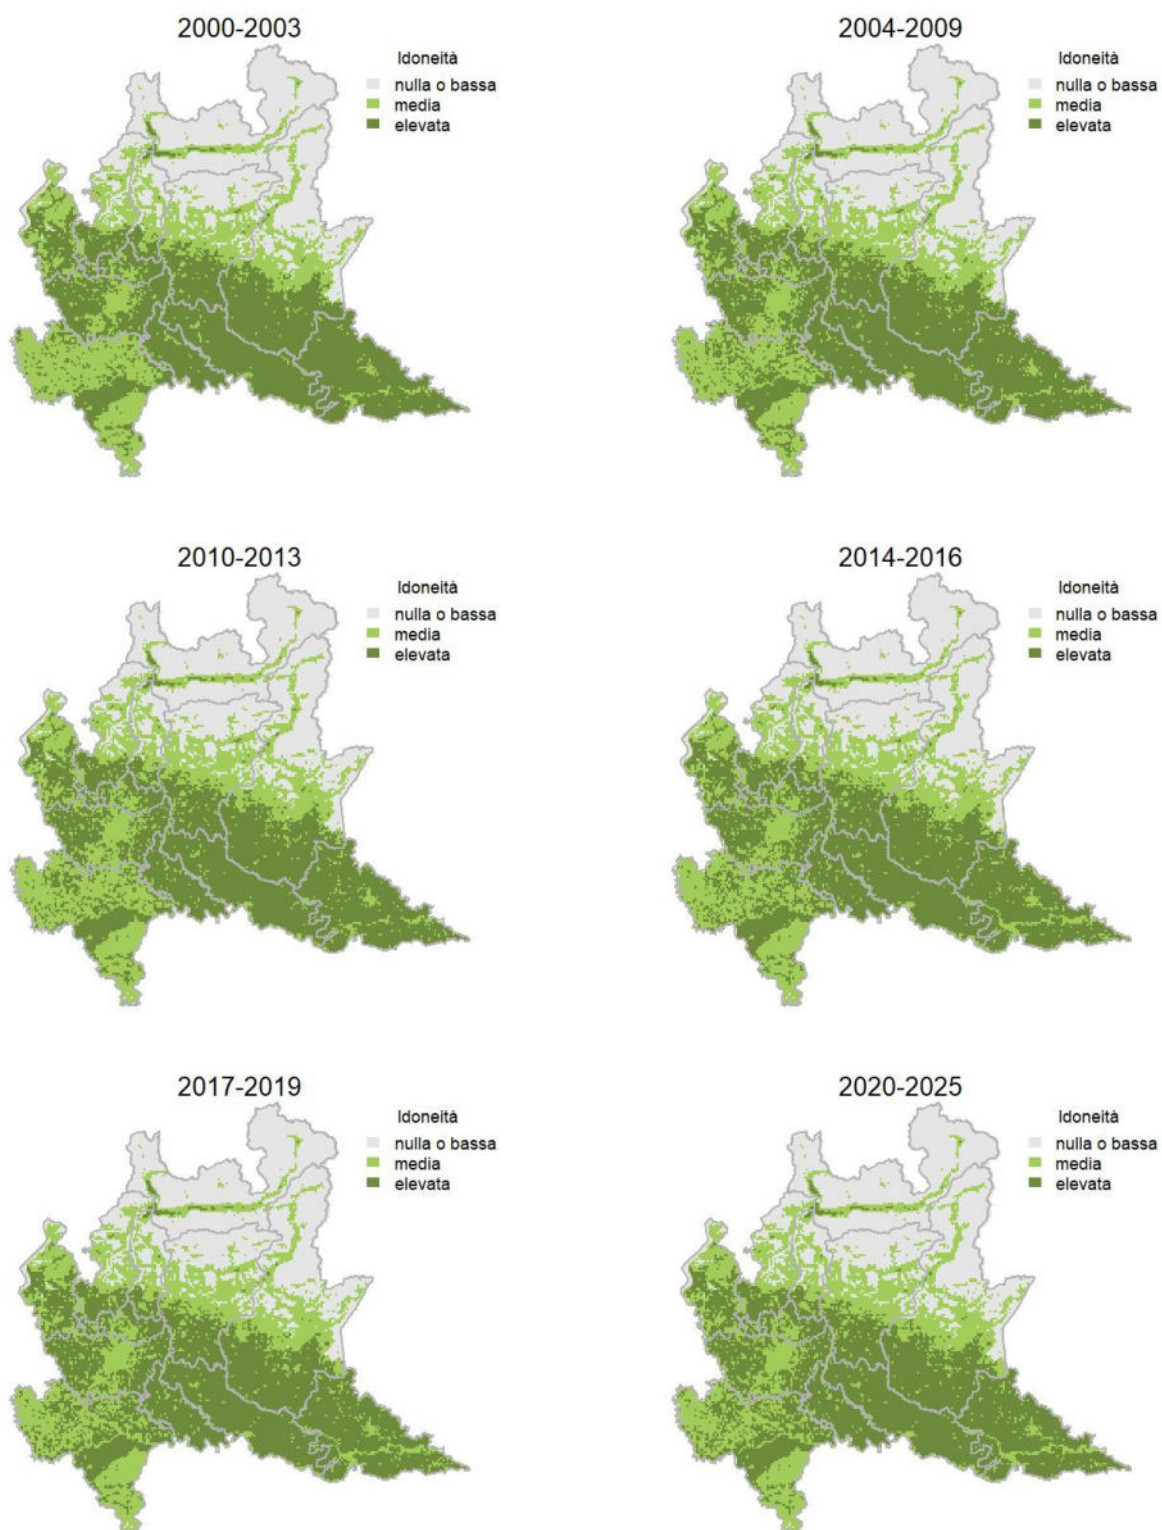 2000-2003
Idoneità
nulla o bassa
media
elevata
2004-2009
Idoneità
nulla o bassa
media
elevata
2010-2013
Idoneità
nulla o bassa
media
elevata
2014-2016
Idoneità
nulla o bassa
media
elevata
2017-2019
Idoneità
nulla o bassa
media
elevata
2020-2025
Idoneità
nulla o bassa
media
elevata